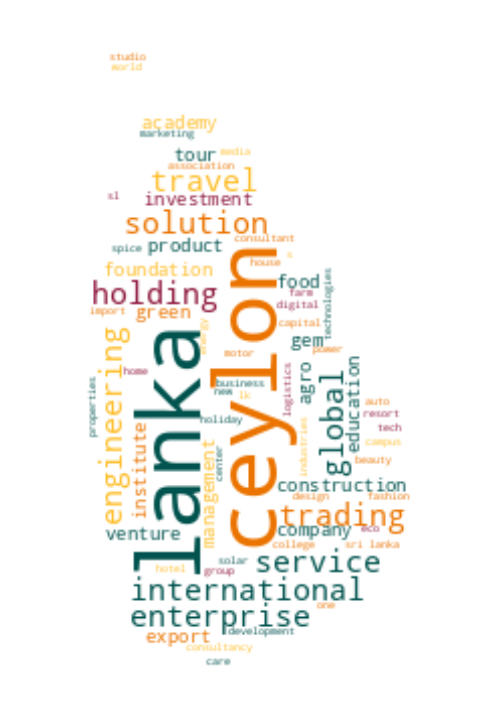 studio
world
academy
marketing
tour
media
association
travel
sl
investment
solution
consultant
spice
product
s
house
foundation
food
farm
technologies
holding
digital
import
green
capital
gem
power
energy
lanka
ceylon
engineering
motor
home
business
new
lk
properties
logistics
agro
global
education
auto
resort
holiday
tech
institute
management
center
industries
campus
beauty
construction
design
fashion
trading
venture
company
eco
college
sri lanka
solar
service
hotel
group
international
one
enterprise
export
development
consultancy
care